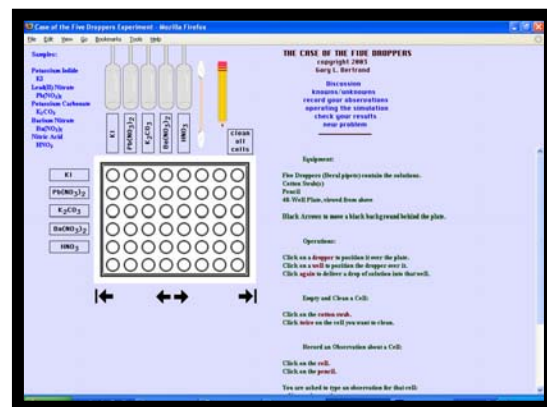 Case of the Five Droppers Experiment - Mozilla Firefox
File Edit View Go Bookmarks Tools Help
Samples:
Potassium Iodide
KI
Lead(II) Nitrate
Pb(NO₃)₂
Potassium Carbonate
K₂CO₃
Barium Nitrate
Ba(NO₃)₂
Nitric Acid
HNO₃
KI
Pb(NO3)2
K2CO3
Ba(NO3)2
HNO3
clean
all
cells
KI
Pb(NO3)2
K2CO3
Ba(NO3)2
HNO3
THE CASE OF THE FIVE DROPPERS
copyright 2003
Gary L. Bertrand
Discussion
knowns/unknowns
record your observations
operating the simulation
check your results
new problem
Equipment:
Five Droppers (Beral pipets) contain the solutions.
Cotton Swab(s)
Pencil
48-Well Plate, viewed from above
Black Arrows to move a black background behind the plate.
Operations:
Click on a dropper to position it over the plate.
Click on a well to position the dropper over it.
Click again to deliver a drop of solution into that well.
Empty and Clean a Cell:
Click on the cotton swab.
Click twice on the cell you want to clean.
Record an Observation about a Cell:
Click on the cell.
Click on the pencil.
You are asked to type an observation for that cell: